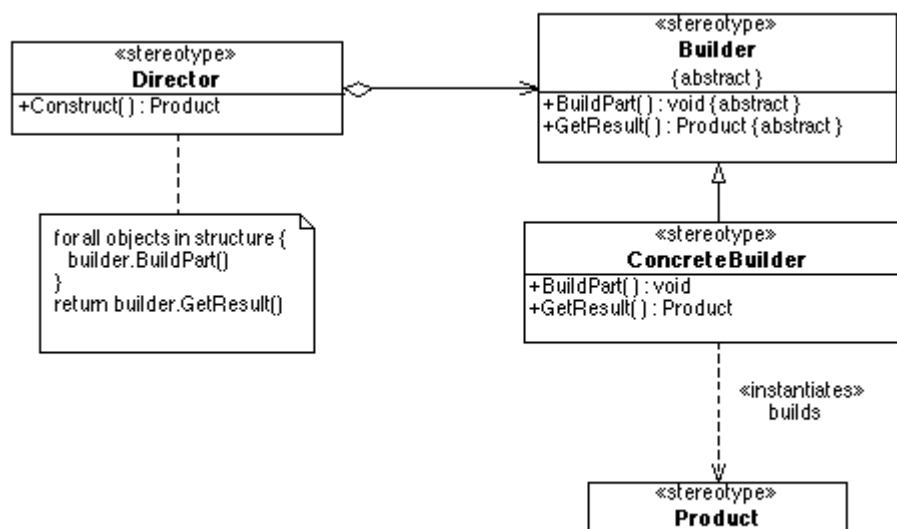 «stereotype»
Director
+Construct( ) : Product
for all objects in structure {
builder.BuildPart()
}
return builder.GetResult()
«stereotype»
Builder
{ abstract }
+BuildPart( ) : void { abstract }
+GetResult( ) : Product { abstract }
«stereotype»
ConcreteBuilder
+BuildPart( ) : void
+GetResult( ) : Product
«instantiates»
builds
«stereotype»
Product